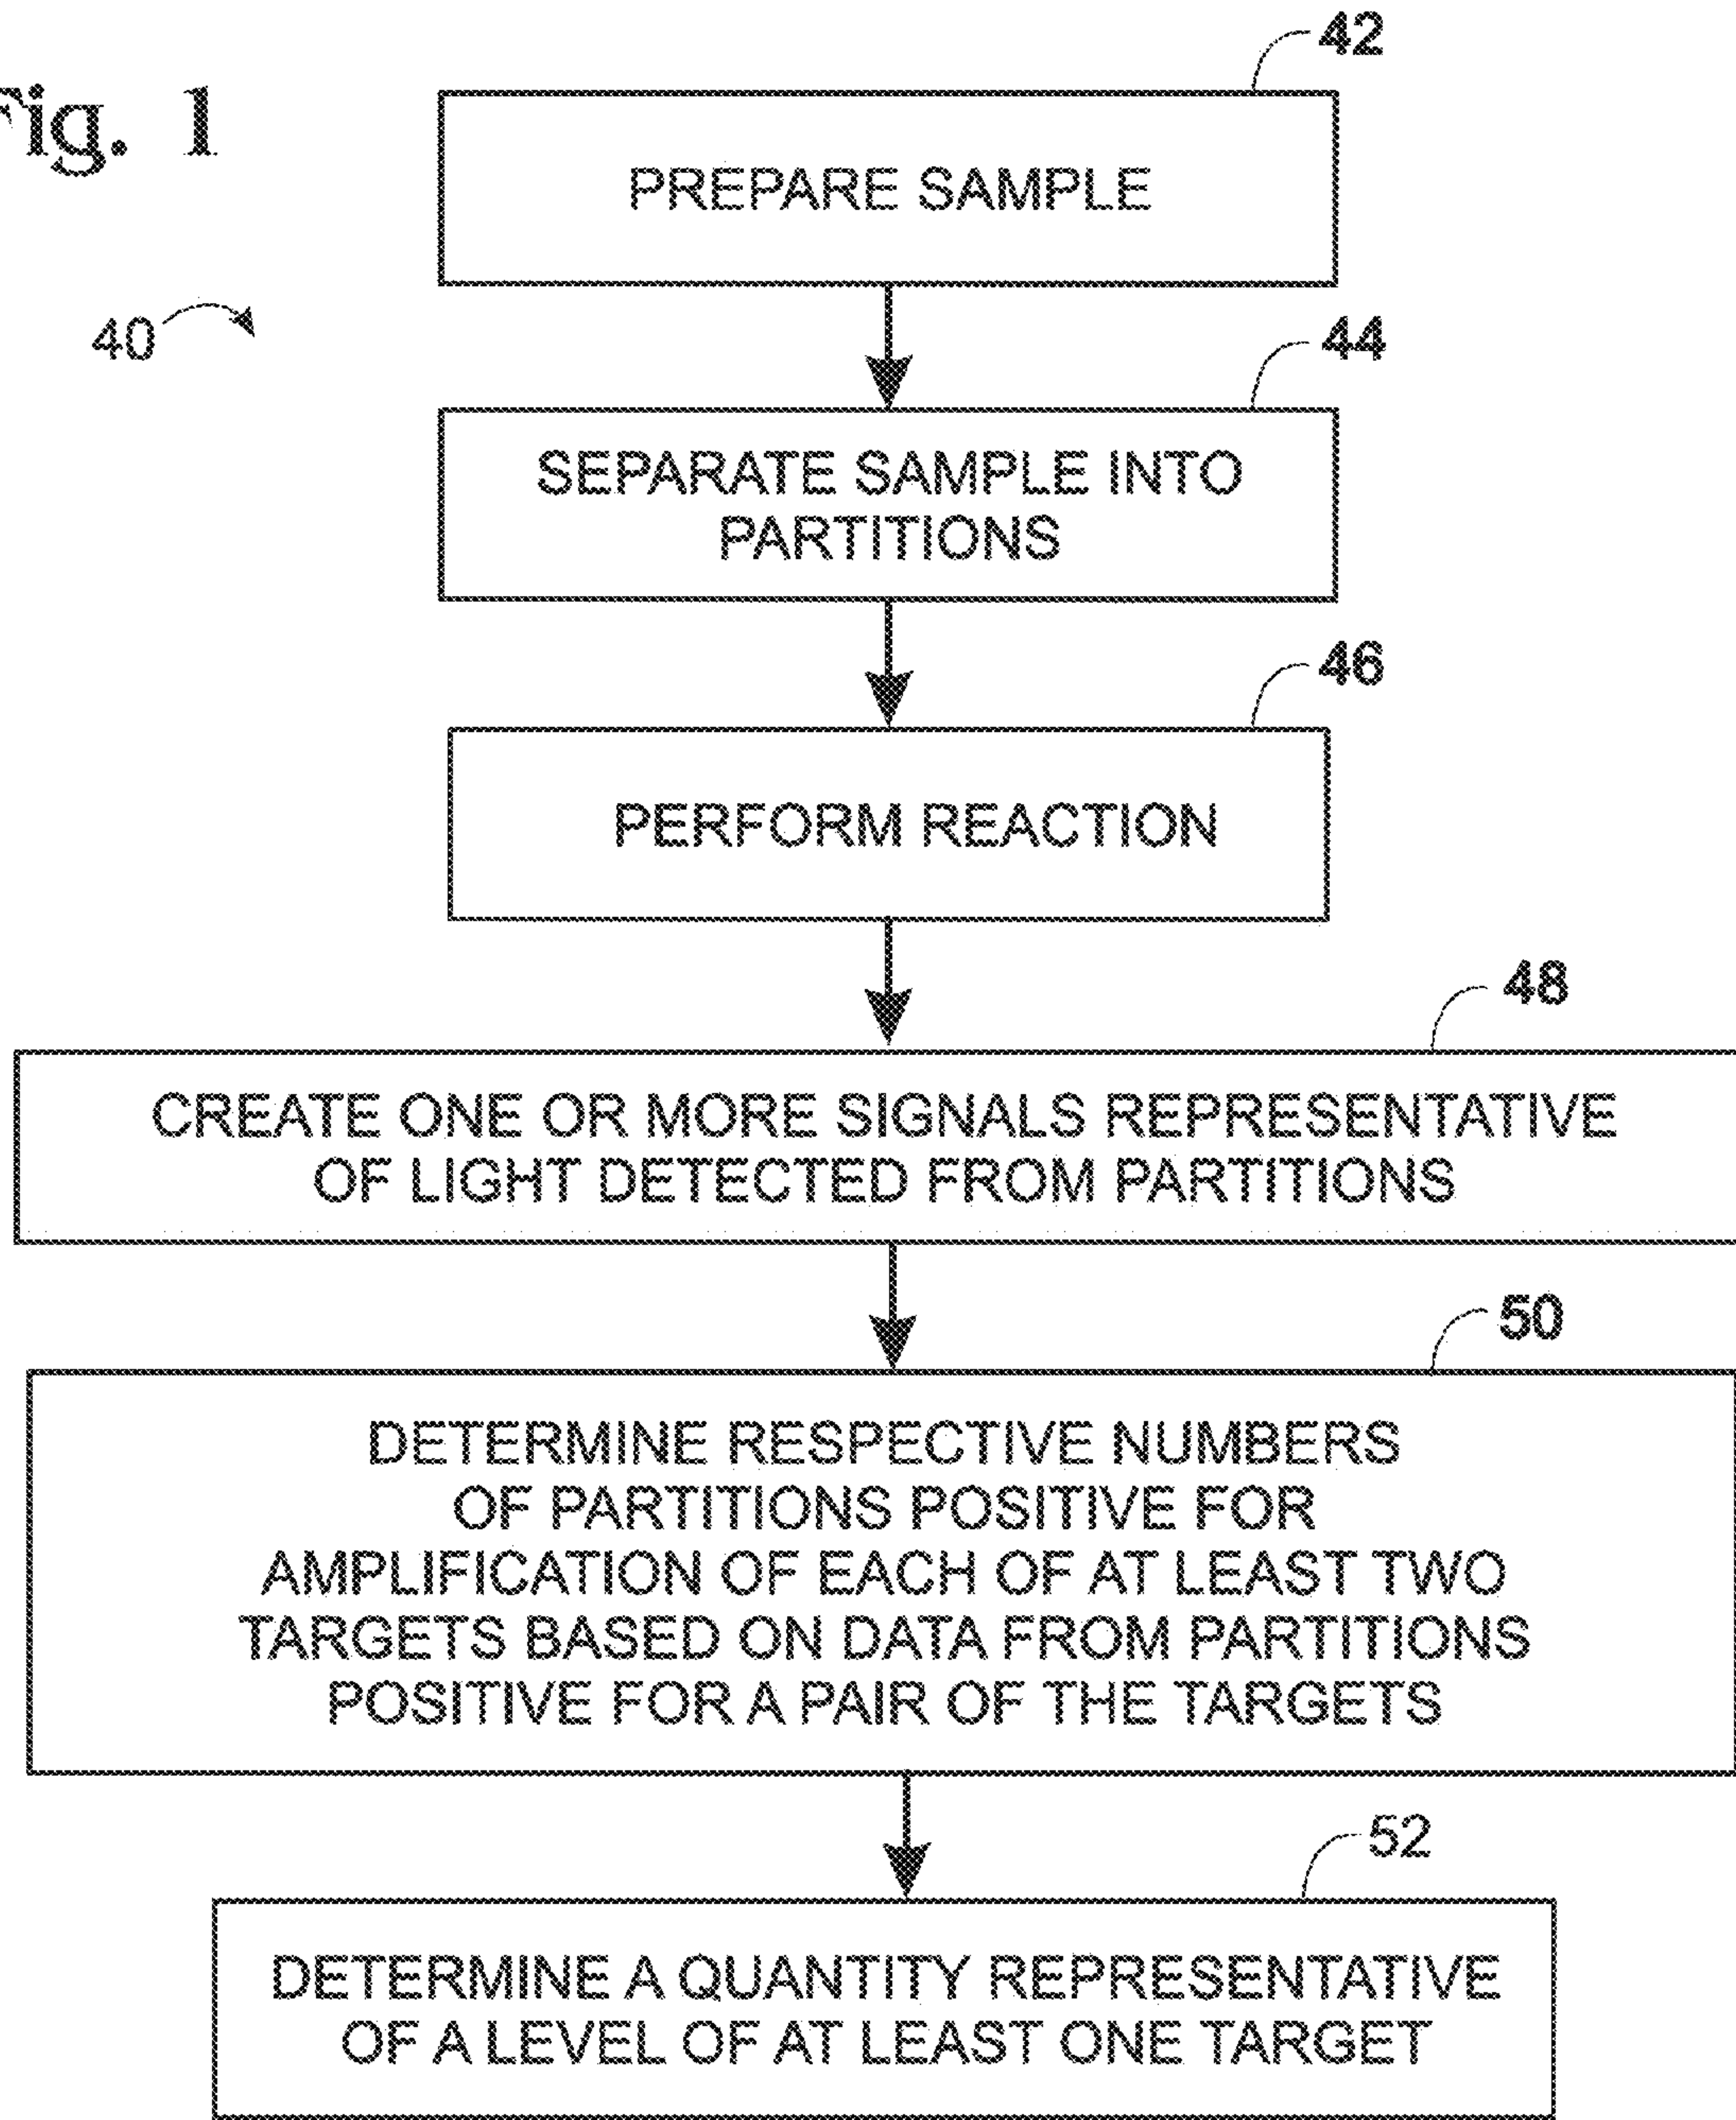 Fig. 1
42
PREPARE SAMPLE
40
44
SEPARATE SAMPLE INTO
PARTITIONS
46
PERFORM REACTION
48
CREATE ONE OR MORE SIGNALS REPRESENTATIVE
OF LIGHT DETECTED FROM PARTITIONS
50
DETERMINE RESPECTIVE NUMBERS
OF PARTITIONS POSITIVE FOR
AMPLIFICATION OF EACH OF AT LEAST TWO
TARGETS BASED ON DATA FROM PARTITIONS
POSITIVE FOR A PAIR OF THE TARGETS
52
DETERMINE A QUANTITY REPRESENTATIVE
OF A LEVEL OF AT LEAST ONE TARGET